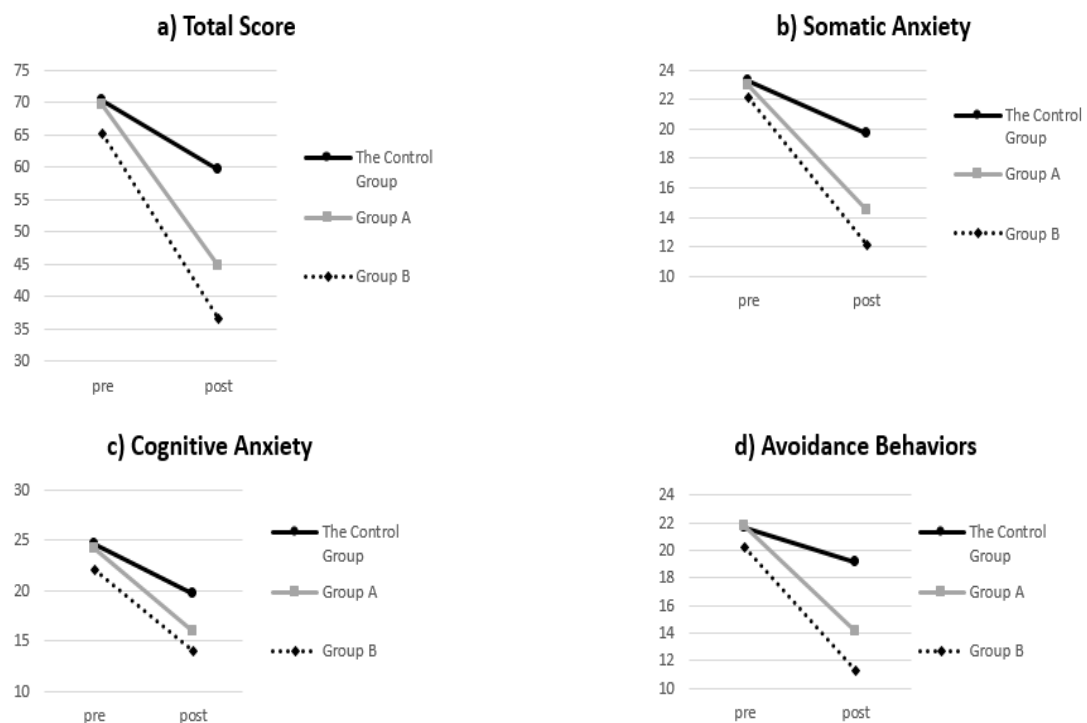 a) Total Score
75
70
65
60
55
50
45
40
35
30
pre
post
The Control
Group
Group A
Group B
b) Somatic Anxiety
24
22
20
18
16
14
12
10
pre
post
The Control
Group
Group A
Group B
c) Cognitive Anxiety
30
25
20
15
10
pre
post
The Control
Group
Group A
Group B
d) Avoidance Behaviors
24
22
20
18
16
14
12
10
pre
post
The Control
Group
Group A
Group B